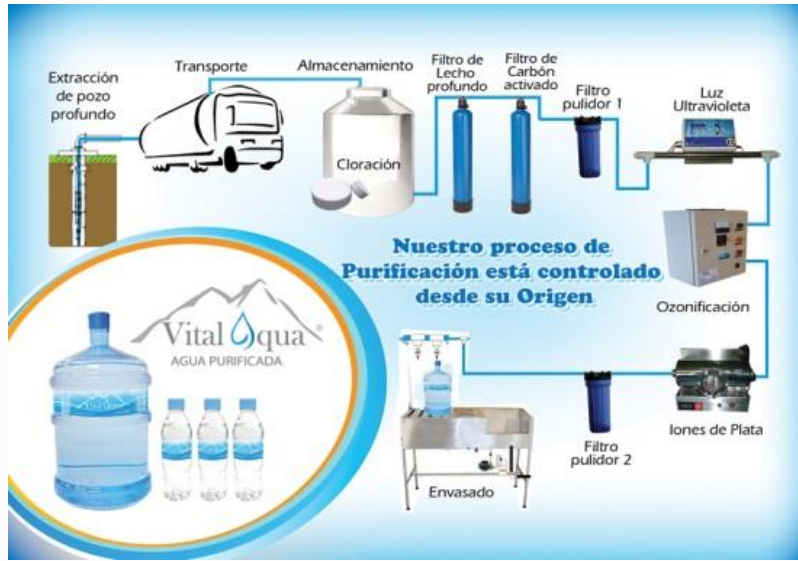 Extracción
de pozo
profundo
Transporte
Almacenamiento
Cloración
Filtro de
Lecho
profundo
Filtro de
Carbón
activado
Filtro
pulidor 1
Luz
Ultravioleta
Ozonificación
Iones de Plata
Filtro
pulidor 2
Envasado
Nuestro proceso de
Purificación está controlado
desde su Origen
Vital Aqua®
AGUA PURIFICADA
Vital Aqua